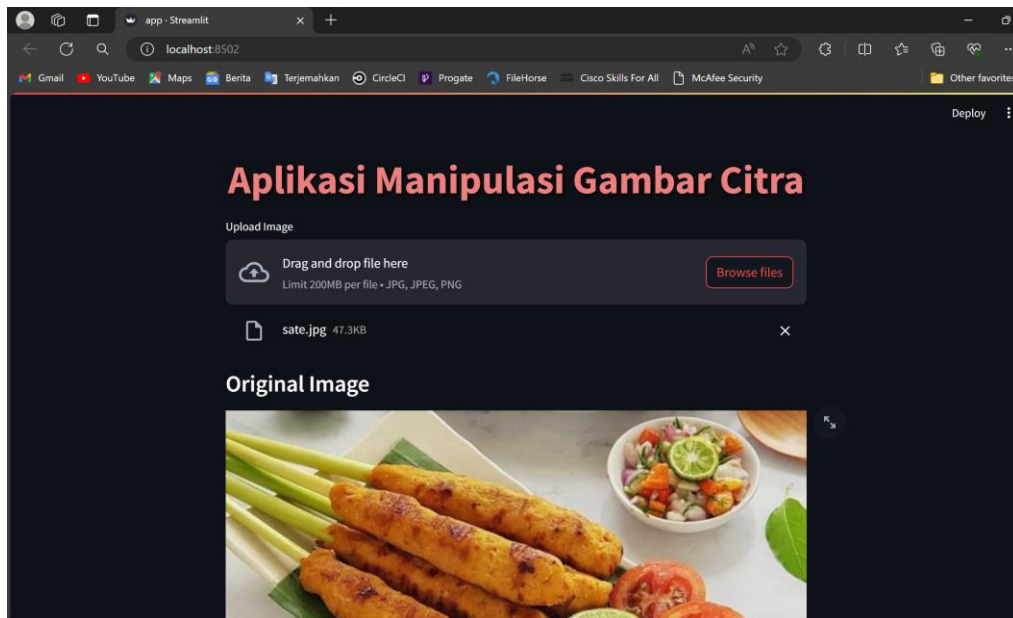 app · Streamlit
localhost:8502
Gmail YouTube Maps Berita Terjemahkan CircleCI Progate FileHorse Cisco Skills For All McAfee Security Other favorites
Deploy
Aplikasi Manipulasi Gambar Citra
Upload Image
Drag and drop file here
Limit 200MB per file • JPG, JPEG, PNG
Browse files
sate.jpg 47.3KB
Original Image